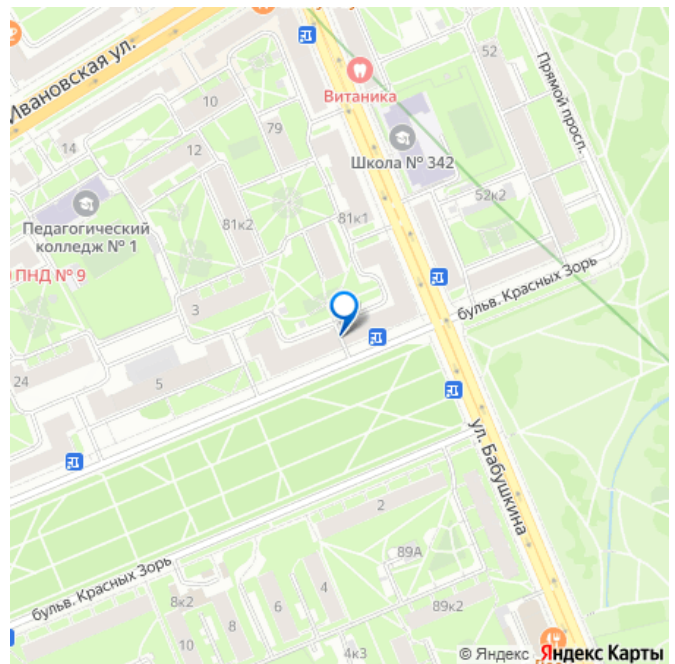 Ивановская ул.
52
Витаника
Прямой просп.
10
79
Школа № 342
14
12
52к2
Педагогический
колледж № 1
81к2
81к1
ПНД № 9
бульв. Красных Зорь
3
24
5
ул. Бабушкина
2
89А
бульв. Красных Зорь
8к2
6
4
89к2
8
10
4к3
© Яндекс Яндекс Карты